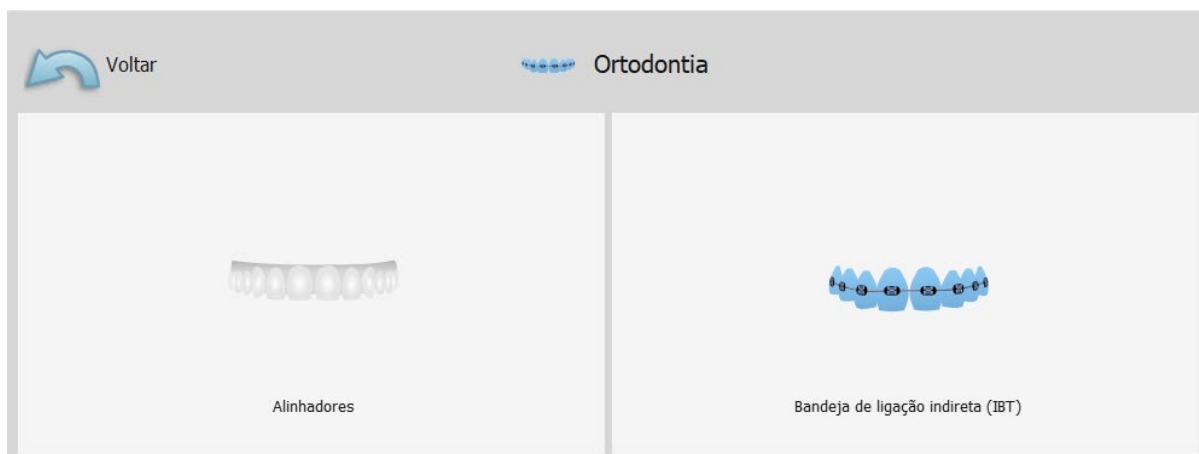 Voltar
Ortodontia
Alinhadores
Bandeja de ligação indireta (IBT)